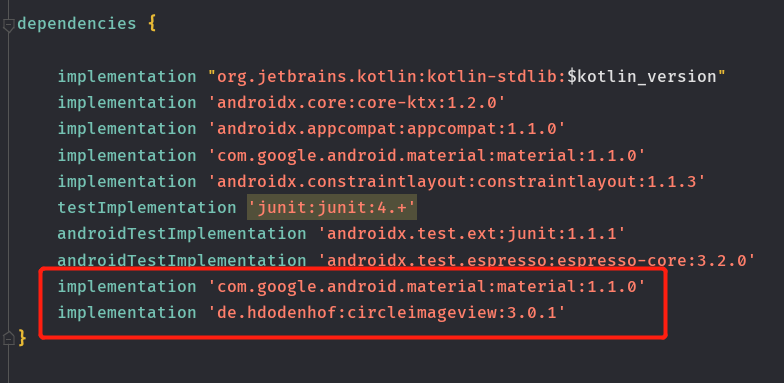 dependencies {
implementation "org.jetbrains.kotlin:kotlin-stdlib:$kotlin_version"
implementation 'androidx.core:core-ktx:1.2.0'
implementation 'androidx.appcompat:appcompat:1.1.0'
implementation 'com.google.android.material:material:1.1.0'
implementation 'androidx.constraintlayout:constraintlayout:1.1.3'
testImplementation 'junit:junit:4.+'
androidTestImplementation 'androidx.test.ext:junit:1.1.1'
androidTestImplementation 'androidx.test.espresso:espresso-core:3.2.0'
implementation 'com.google.android.material:material:1.1.0'
implementation 'de.hdodenhof:circleimageview:3.0.1'
}